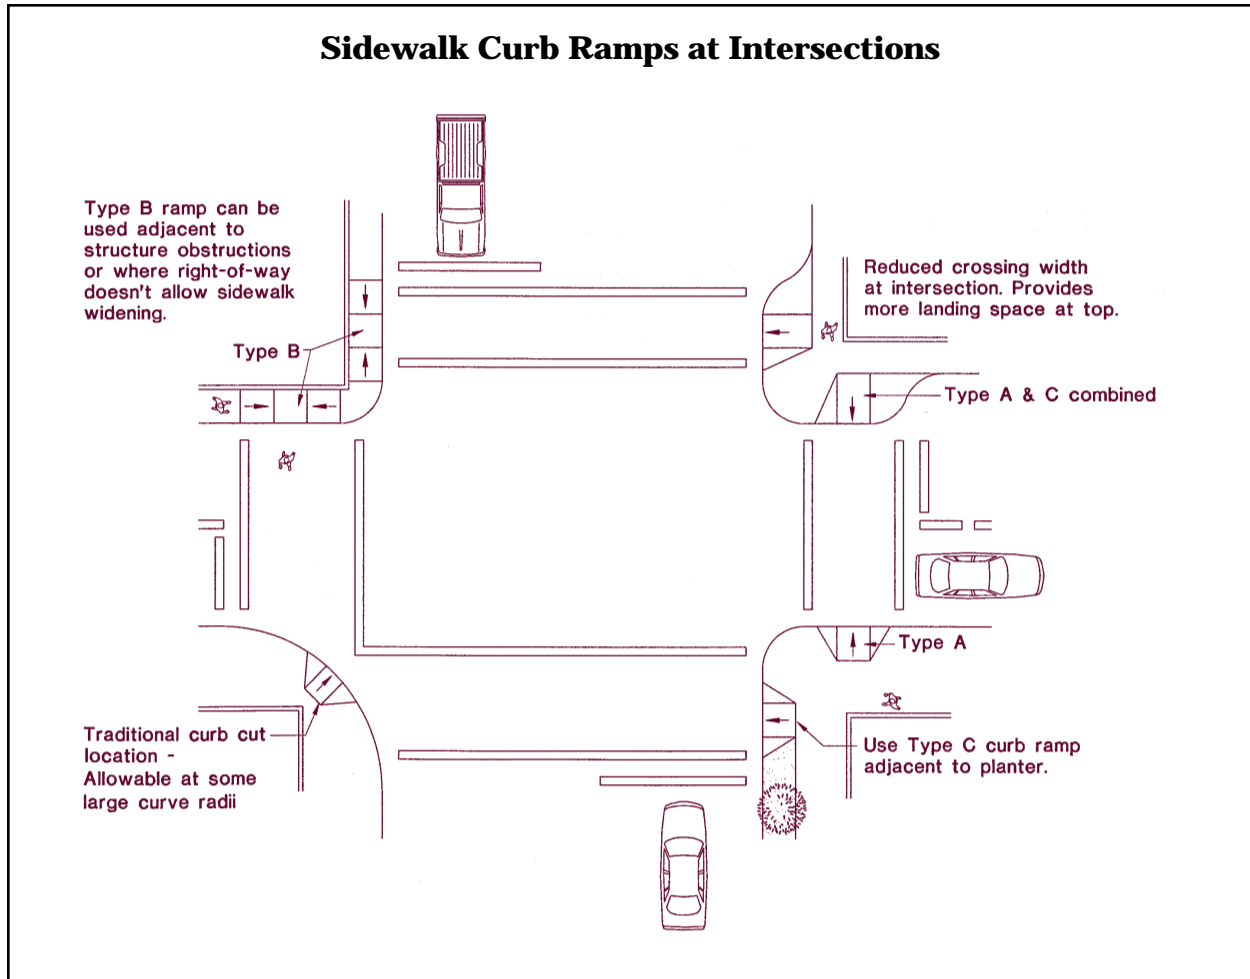 Sidewalk Curb Ramps at Intersections
Type B ramp can be
used adjacent to
structure obstructions
or where right-of-way
doesn't allow sidewalk
widening.
Type B
Reduced crossing width
at intersection. Provides
more landing space at top.
Type A & C combined
Type A
Traditional curb cut
location -
Allowable at some
large curve radii
Use Type C curb ramp
adjacent to planter.